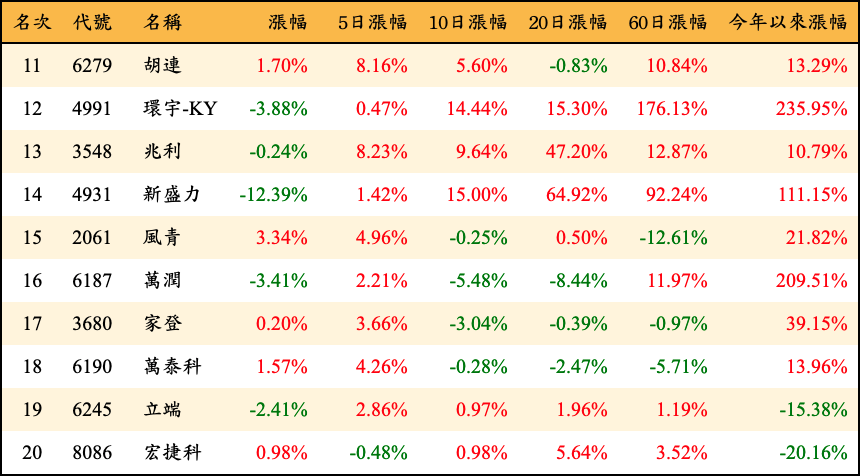 名次 代號 名稱 漲幅 5日漲幅 10日漲幅 20日漲幅 60日漲幅 今年以來漲幅
11 6279 胡連 1.70% 8.16% 5.60% -0.83% 10.84% 13.29%
12 4991 環宇-KY -3.88% 0.47% 14.44% 15.30% 176.13% 235.95%
13 3548 兆利 -0.24% 8.23% 9.64% 47.20% 12.87% 10.79%
14 4931 新盛力 -12.39% 1.42% 15.00% 64.92% 92.24% 111.15%
15 2061 風青 3.34% 4.96% -0.25% 0.50% -12.61% 21.82%
16 6187 萬潤 -3.41% 2.21% -5.48% -8.44% 11.97% 209.51%
17 3680 家登 0.20% 3.66% -3.04% -0.39% -0.97% 39.15%
18 6190 萬泰科 1.57% 4.26% -0.28% -2.47% -5.71% 13.96%
19 6245 立端 -2.41% 2.86% 0.97% 1.96% 1.19% -15.38%
20 8086 宏捷科 0.98% -0.48% 0.98% 5.64% 3.52% -20.16%